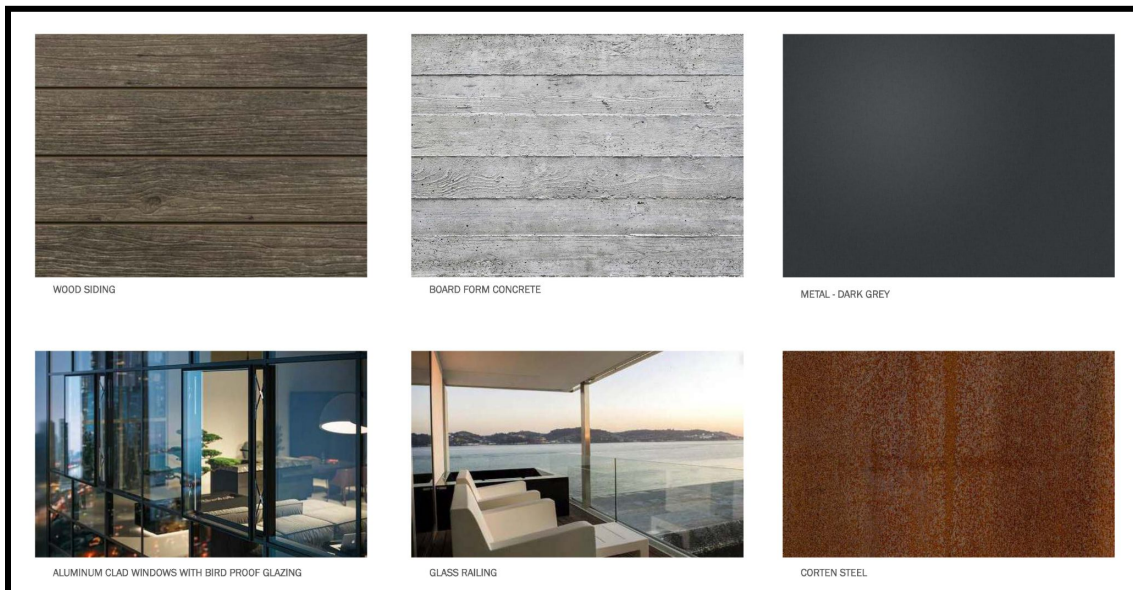 WOOD SIDING
BOARD FORM CONCRETE
METAL - DARK GREY
ALUMINUM CLAD WINDOWS WITH BIRD PROOF GLAZING
GLASS RAILING
CORTEN STEEL